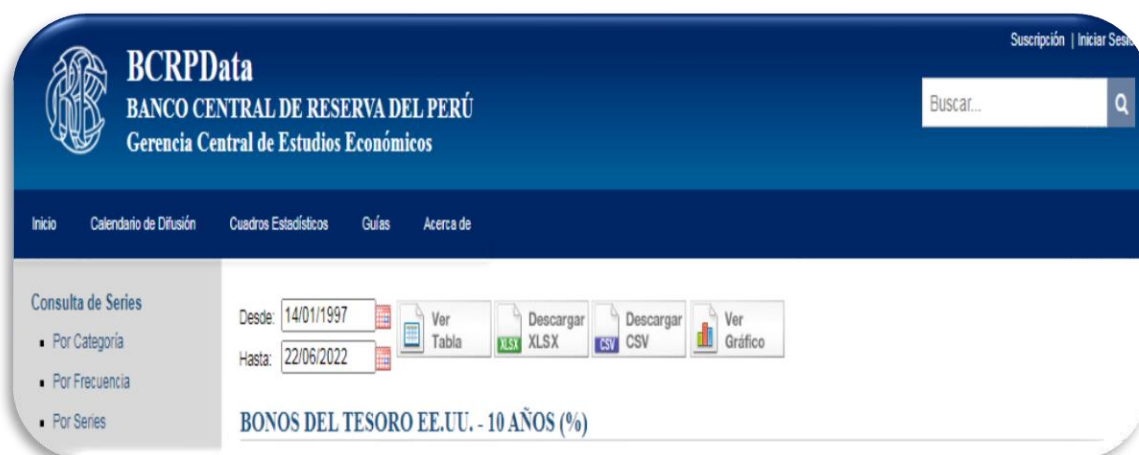 Suscripción | Iniciar
BCRPData
BANCO CENTRAL DE RESERVA DEL PERÚ
Gerencia Central de Estudios Económicos
Buscar...
Inicio Calendario de Difusión Cuadros Estadísticos Guías Acerca de
Consulta de Series
Por Categoría
Por Frecuencia
Por Series
Desde: 14/01/1997
Hasta: 22/06/2022
Ver Tabla
XLSX Descargar XLSX
CSV Descargar CSV
Ver Gráfico
BONOS DEL TESORO EE.UU. - 10 AÑOS (%)